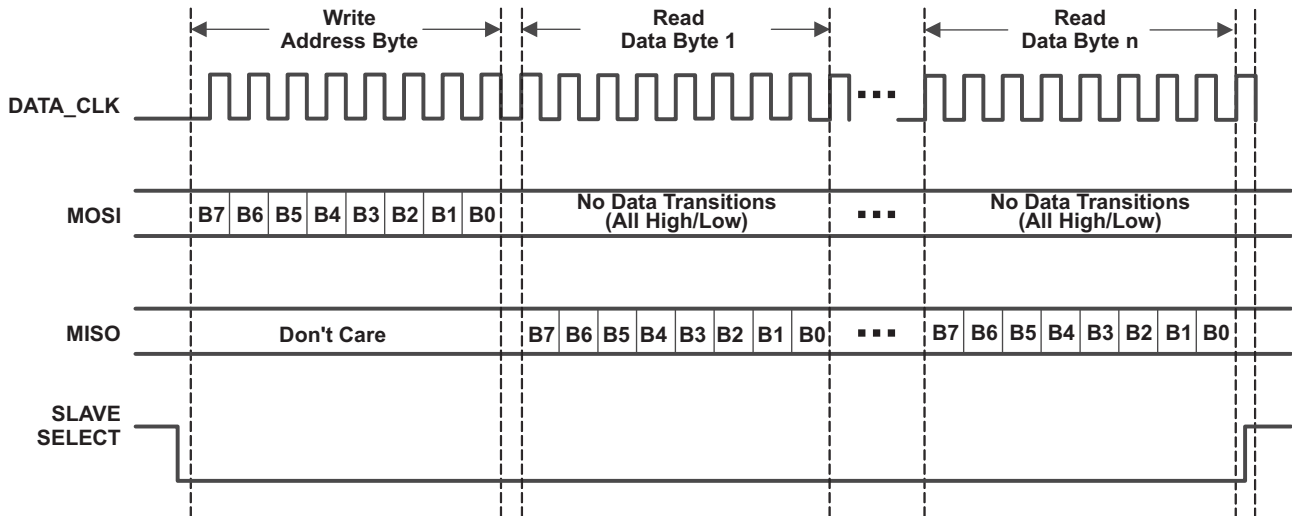 Write
Address Byte
Read
Data Byte 1
Read
Data Byte n
DATA_CLK
MOSI
B7 B6 B5 B4 B3 B2 B1 B0
No Data Transitions
(All High/Low)
No Data Transitions
(All High/Low)
MISO
Don't Care
B7 B6 B5 B4 B3 B2 B1 B0
B7 B6 B5 B4 B3 B2 B1 B0
SLAVE
SELECT